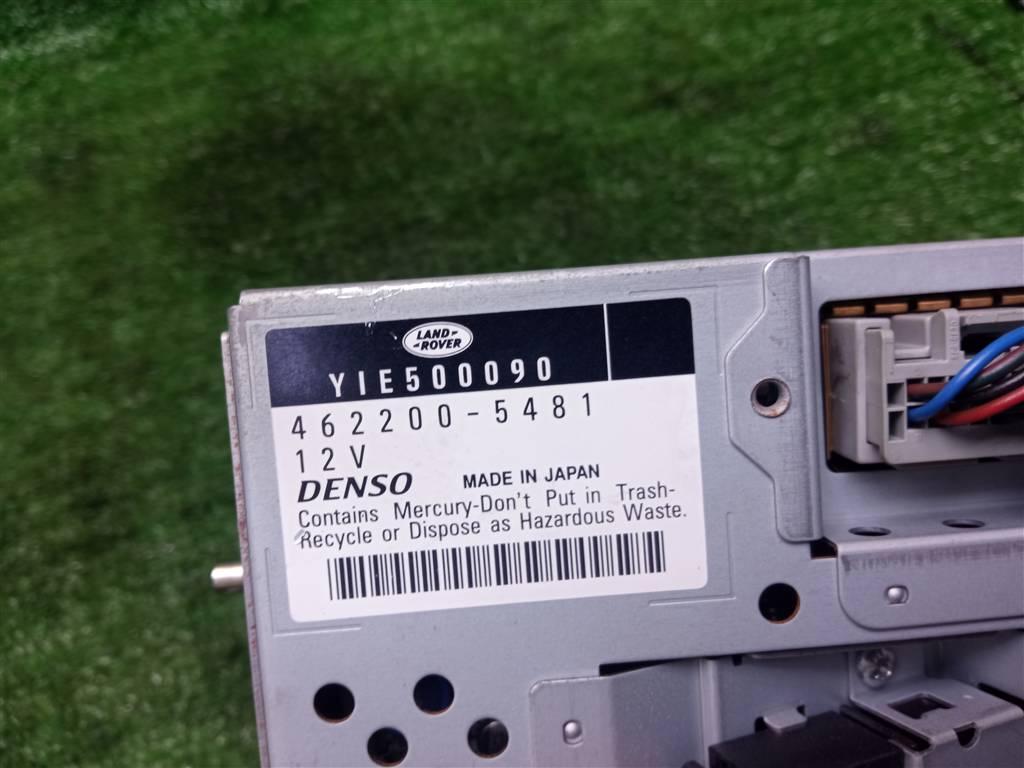 LAND-
-ROVER
YIE500090
462200-5481
12V
DENSO MADE IN JAPAN
Contains Mercury-Don't Put in Trash-
Recycle or Dispose as Hazardous Waste.